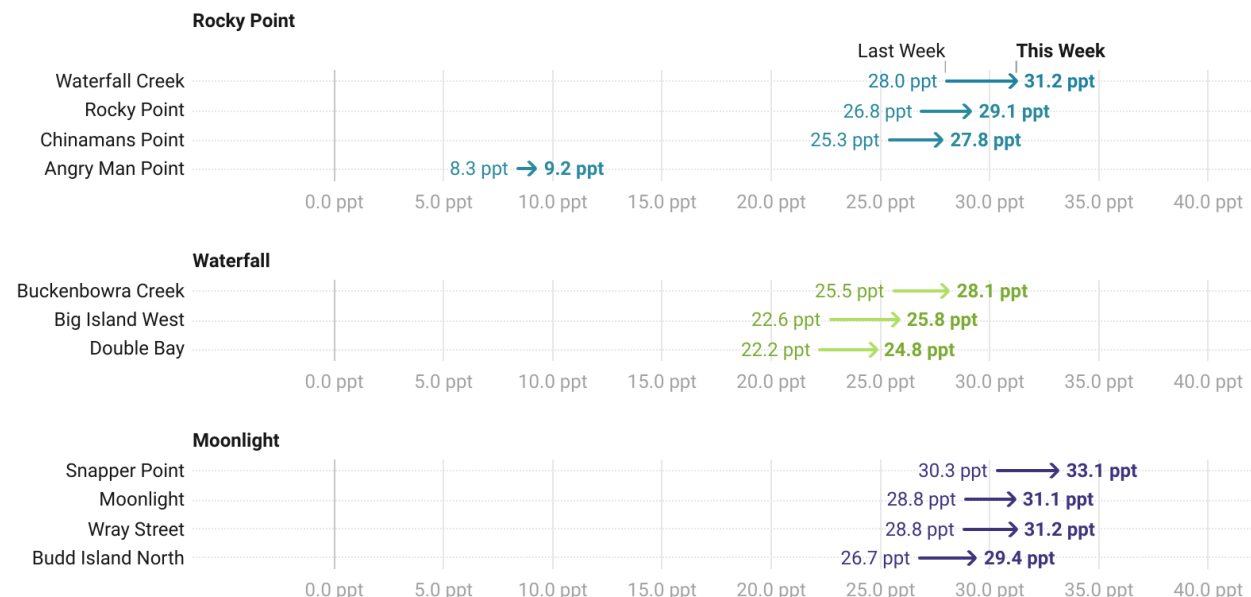 Rocky Point
Last Week This Week
Waterfall Creek 28.0 ppt 31.2 ppt
Rocky Point 26.8 ppt 29.1 ppt
Chinamans Point 25.3 ppt 27.8 ppt
Angry Man Point 8.3 ppt 9.2 ppt
0.0 ppt 5.0 ppt 10.0 ppt 15.0 ppt 20.0 ppt 25.0 ppt 30.0 ppt 35.0 ppt 40.0 ppt
Waterfall
Buckenbowra Creek 25.5 ppt 28.1 ppt
Big Island West 22.6 ppt 25.8 ppt
Double Bay 22.2 ppt 24.8 ppt
0.0 ppt 5.0 ppt 10.0 ppt 15.0 ppt 20.0 ppt 25.0 ppt 30.0 ppt 35.0 ppt 40.0 ppt
Moonlight
Snapper Point 30.3 ppt 33.1 ppt
Moonlight 28.8 ppt 31.1 ppt
Wray Street 28.8 ppt 31.2 ppt
Budd Island North 26.7 ppt 29.4 ppt
0.0 ppt 5.0 ppt 10.0 ppt 15.0 ppt 20.0 ppt 25.0 ppt 30.0 ppt 35.0 ppt 40.0 ppt